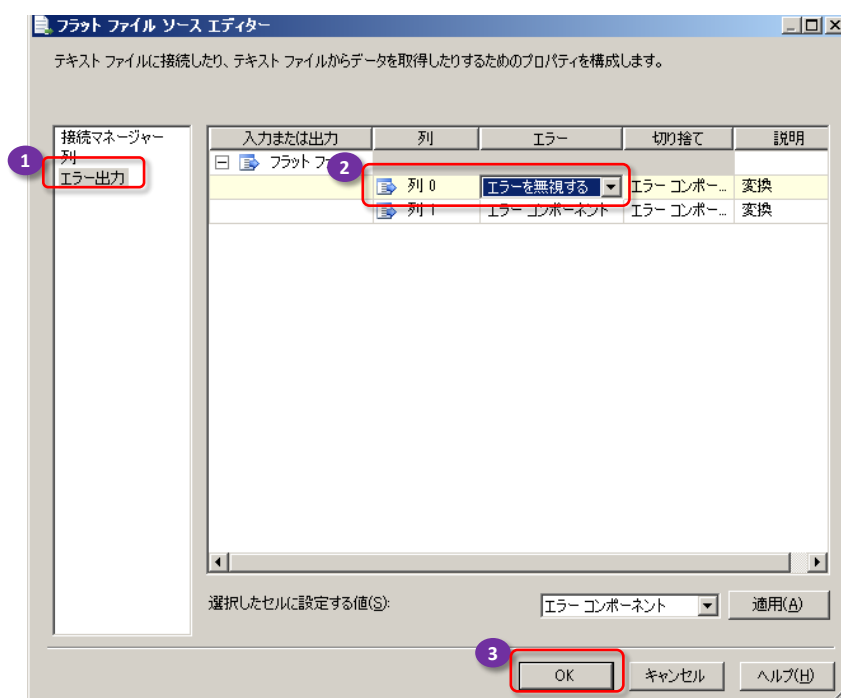 フラット ファイル ソース エディター
テキスト ファイルに接続したり、テキスト ファイルからデータを取得したりするためのプロパティを構成します。
接続マネージャー
列
エラー出力
1
入力または出力 列 エラー 切り捨て 説明
フラット ファ
2
列 0 エラーを無視する エラー コンポー... 変換
列 1 エラー コンポーネント エラー コンポー... 変換
選択したセルに設定する値(S): エラー コンポーネント 適用(A)
3
OK キャンセル ヘルプ(H)